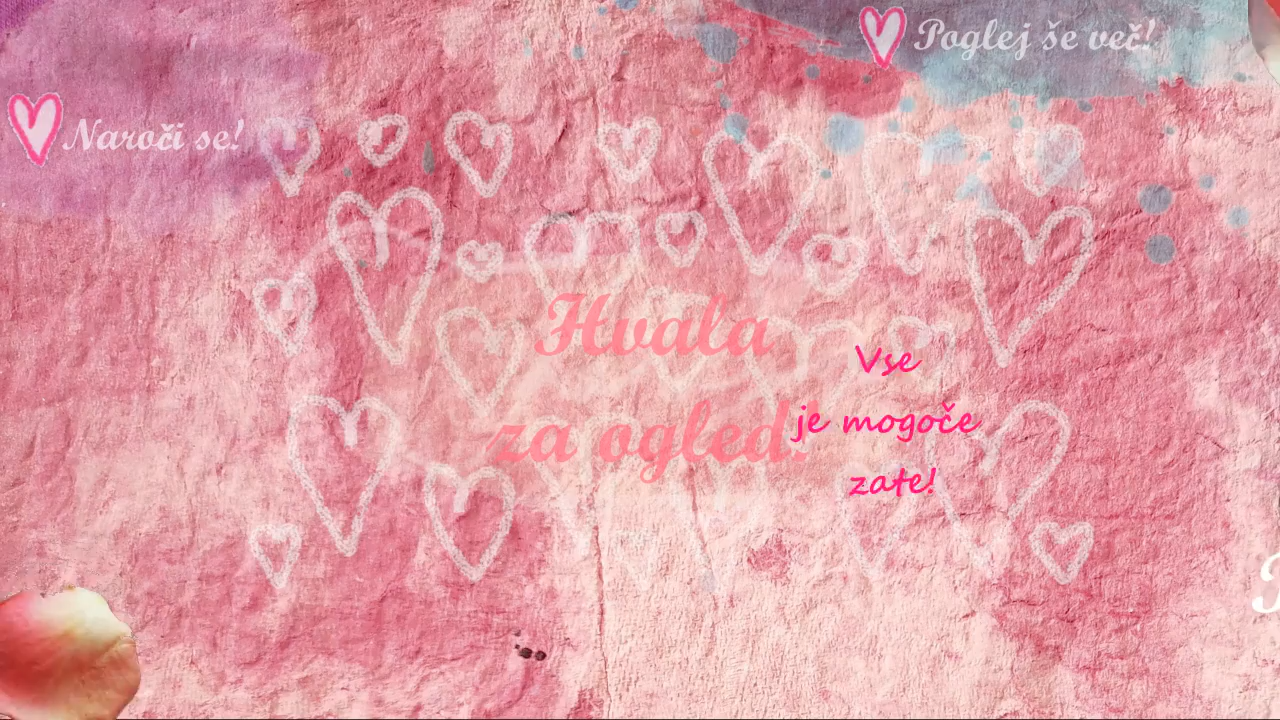 Poglej še več!
Naroči se!
Hvala
za ogled!
Vse
je mogoče
zate!